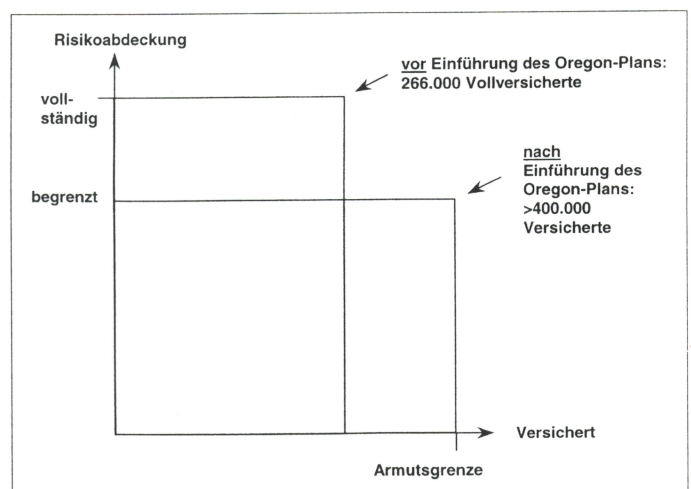 Risikoabdeckung
vor Einführung des Oregon-Plans:
266.000 Vollversicherte
voll-
ständig
nach
Einführung des
Oregon-Plans:
>400.000
Versicherte
begrenzt
Versichert
Armutsgrenze